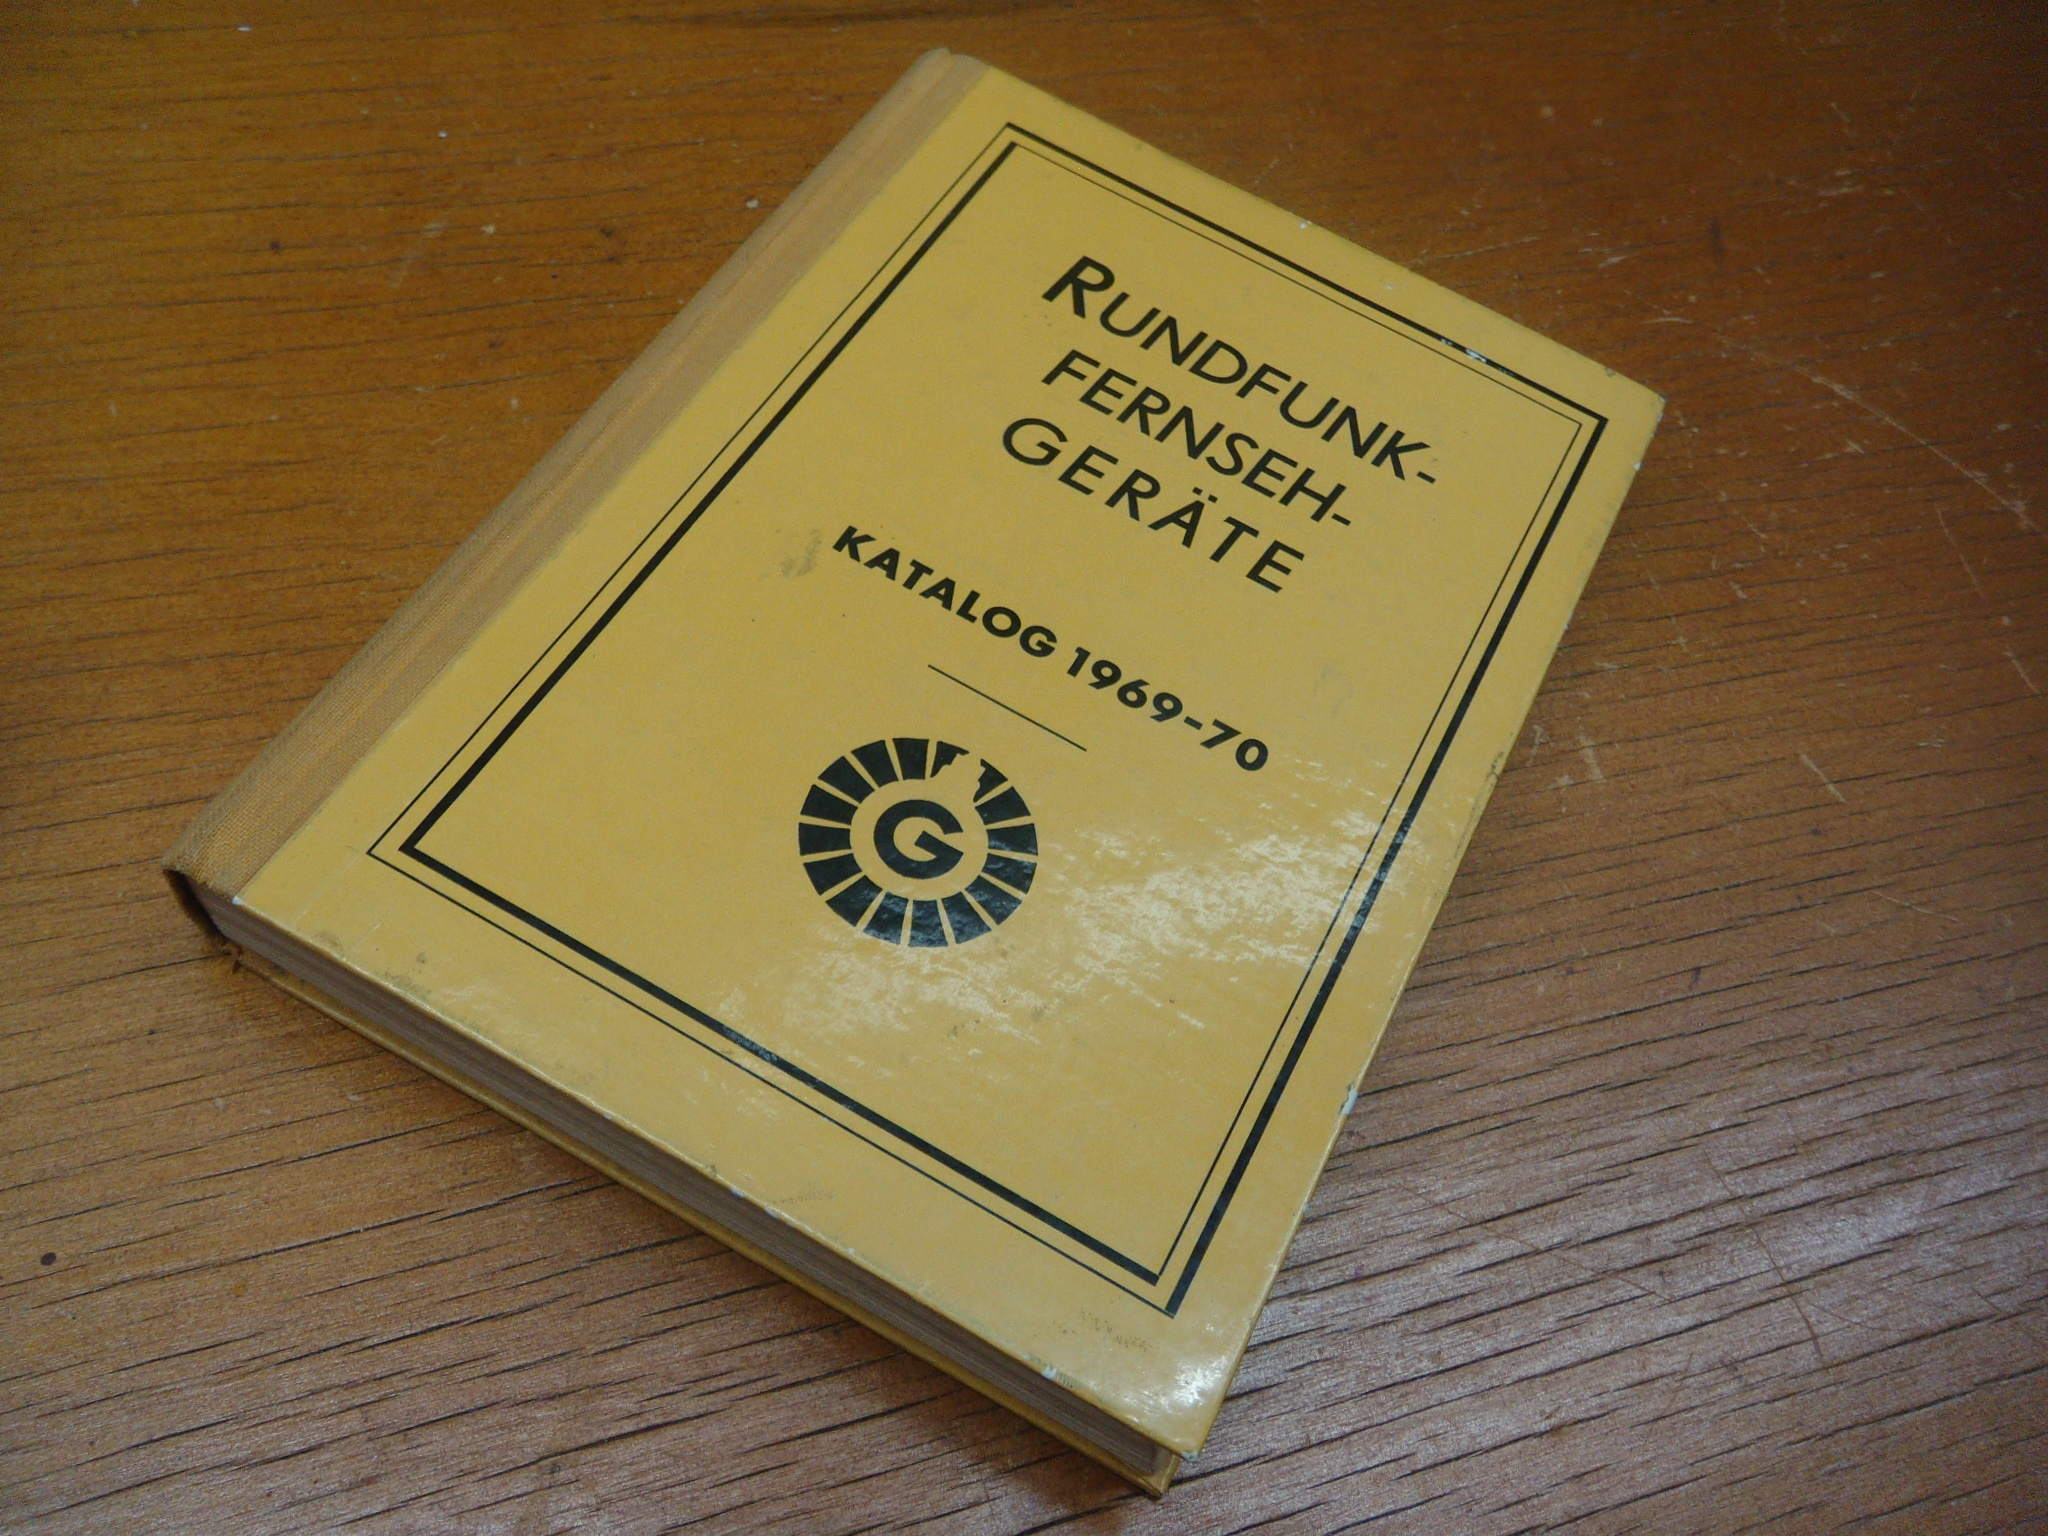 RUNDFUNK-
FERNSEH-
GERÄTE
KATALOG 1969-70
G